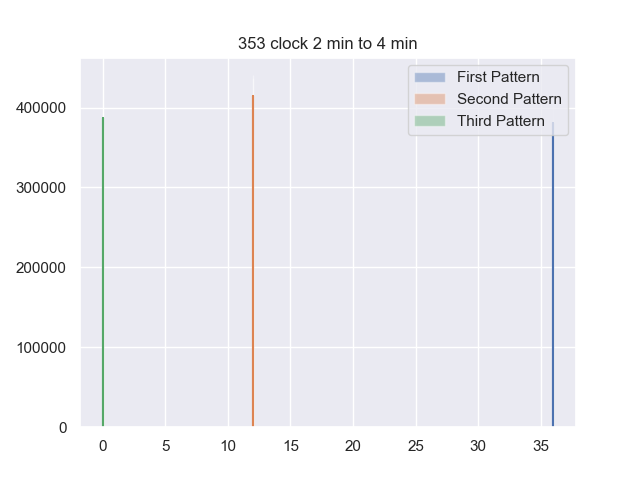 353 clock 2 min to 4 min
First Pattern
Second Pattern
Third Pattern
400000
300000
200000
100000
0
0 5 10 15 20 25 30 35